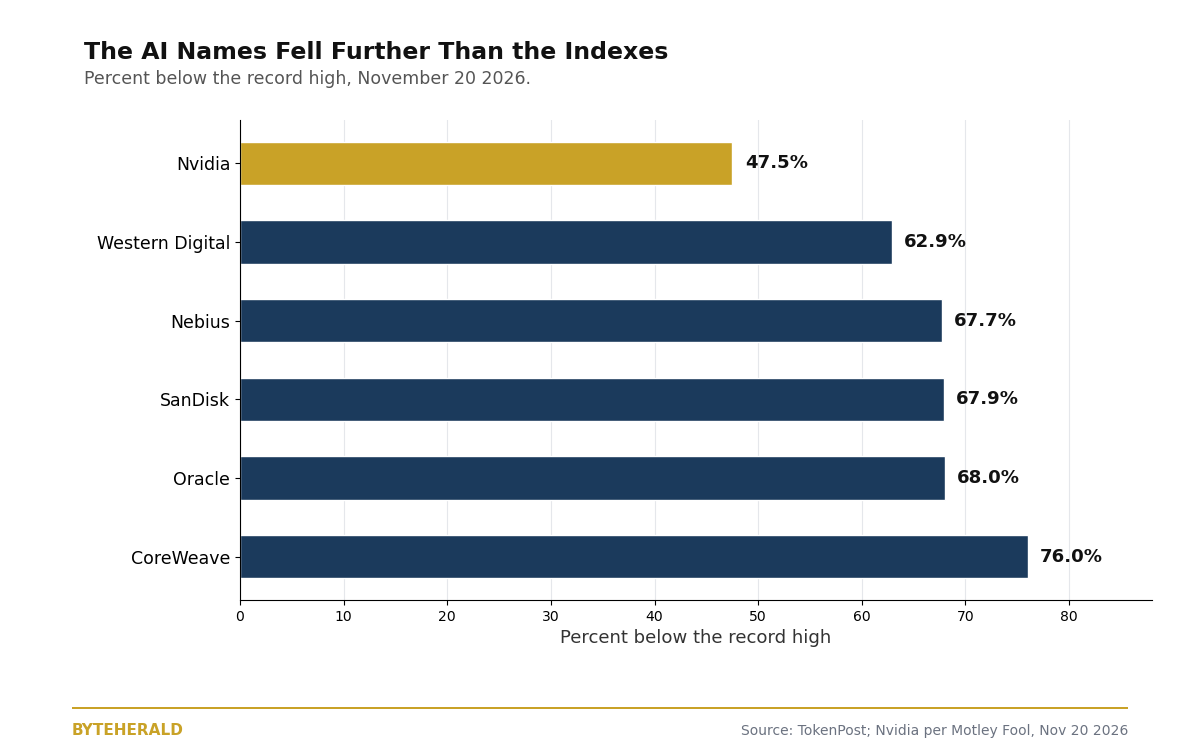 The AI Names Fell Further Than the Indexes
Percent below the record high, November 20 2026.
Nvidia 47.5%
Western Digital 62.9%
Nebius 67.7%
SanDisk 67.9%
Oracle 68.0%
CoreWeave 76.0%
0 10 20 30 40 50 60 70 80
Percent below the record high
BYTEHERALD
Source: TokenPost; Nvidia per Motley Fool, Nov 20 2026